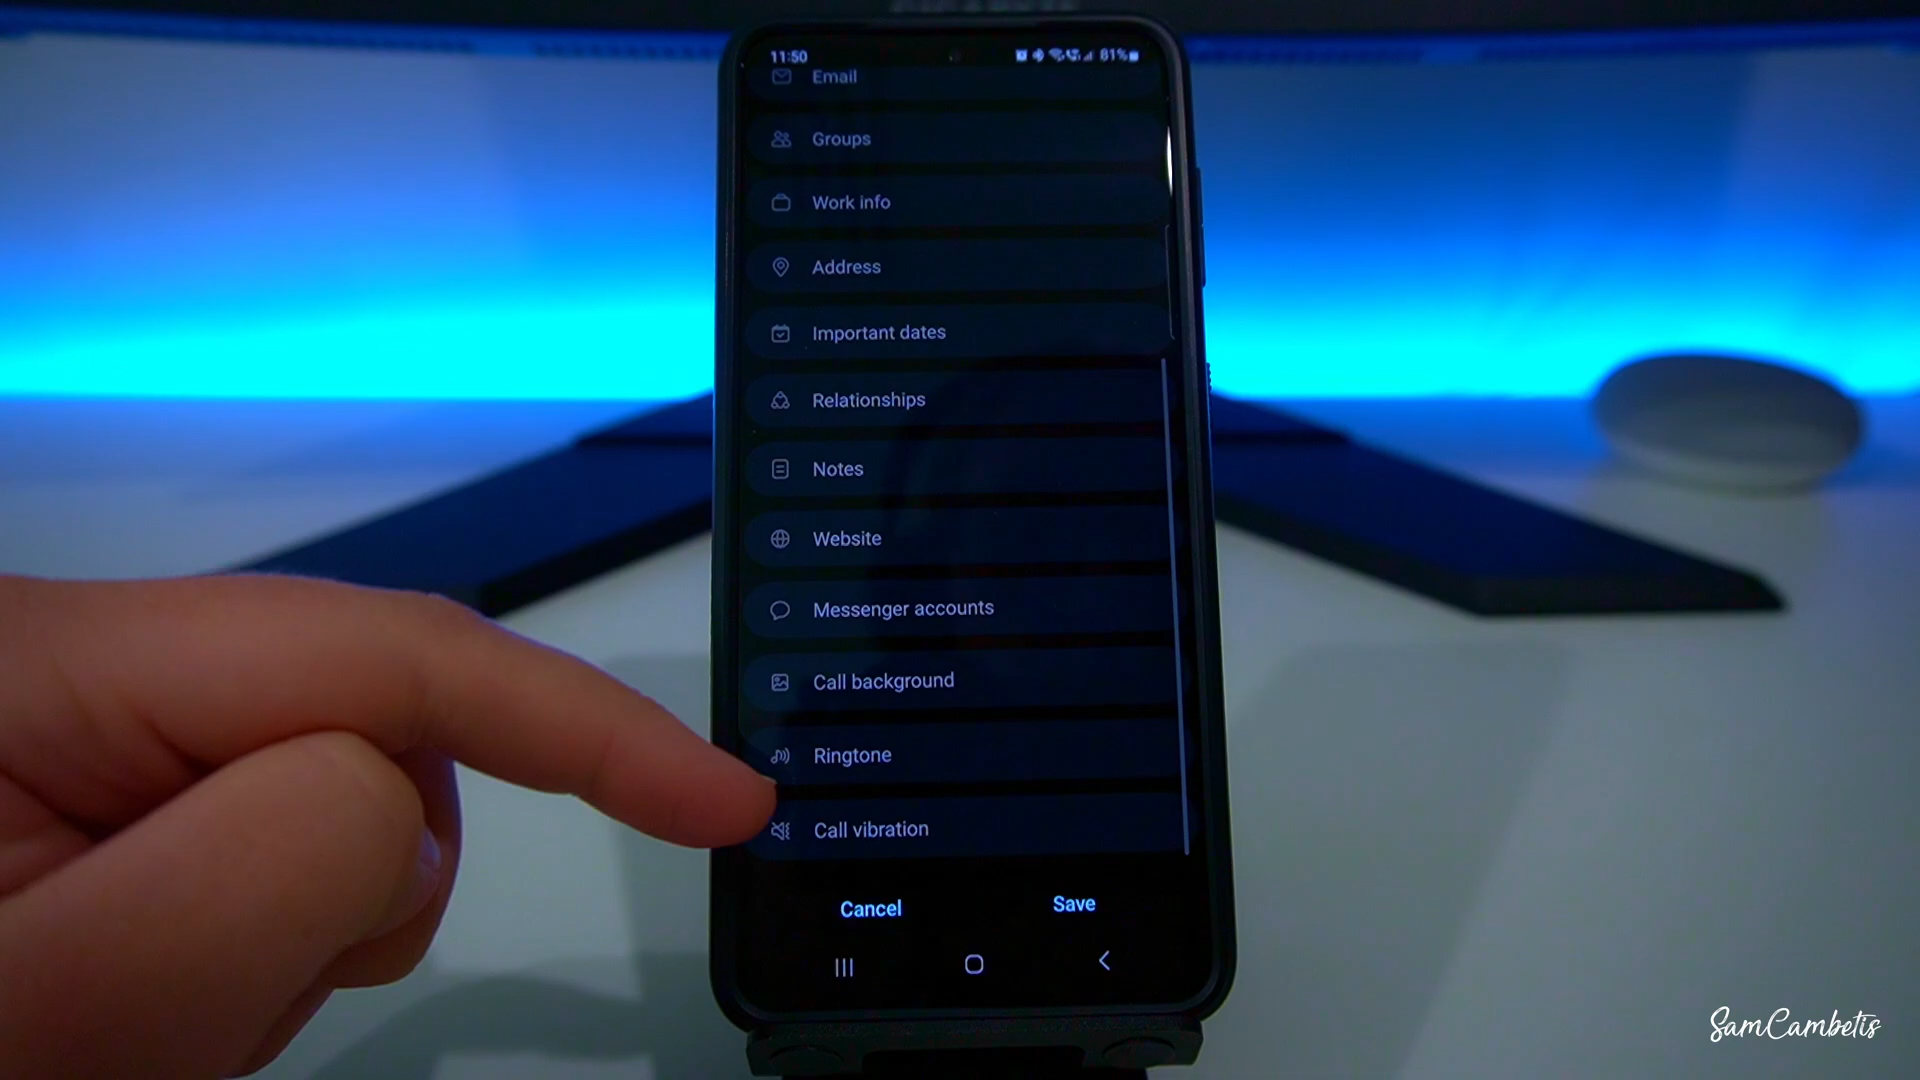 11:50
81%
Email
Groups
Work info
Address
Important dates
Relationships
Notes
Website
Messenger accounts
Call background
Ringtone
Call vibration
Cancel
Save
SamCambetis